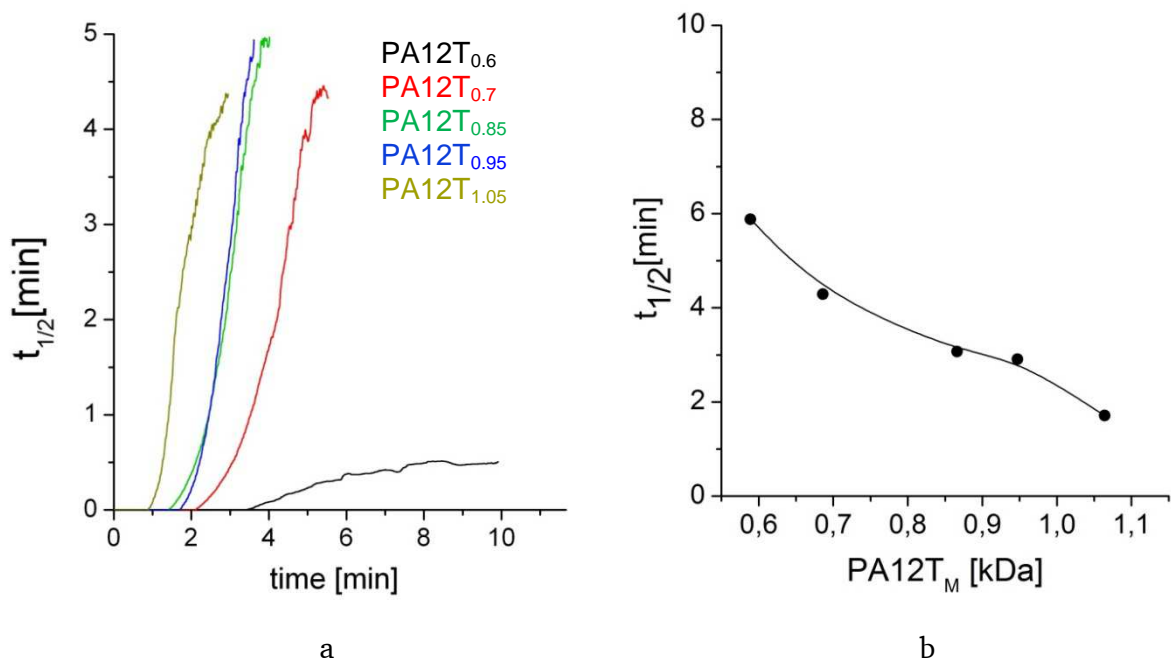 5
4
3
2
1
0
t1/2[min]
0
2
4
6
8
10
time [min]
PA12T0.6
PA12T0.7
PA12T0.85
PA12T0.95
PA12T1.05
a
10
8
6
4
2
0
t1/2[min]
0,6
0,7
0,8
0,9
1,0
1,1
PA12TM [kDa]
b